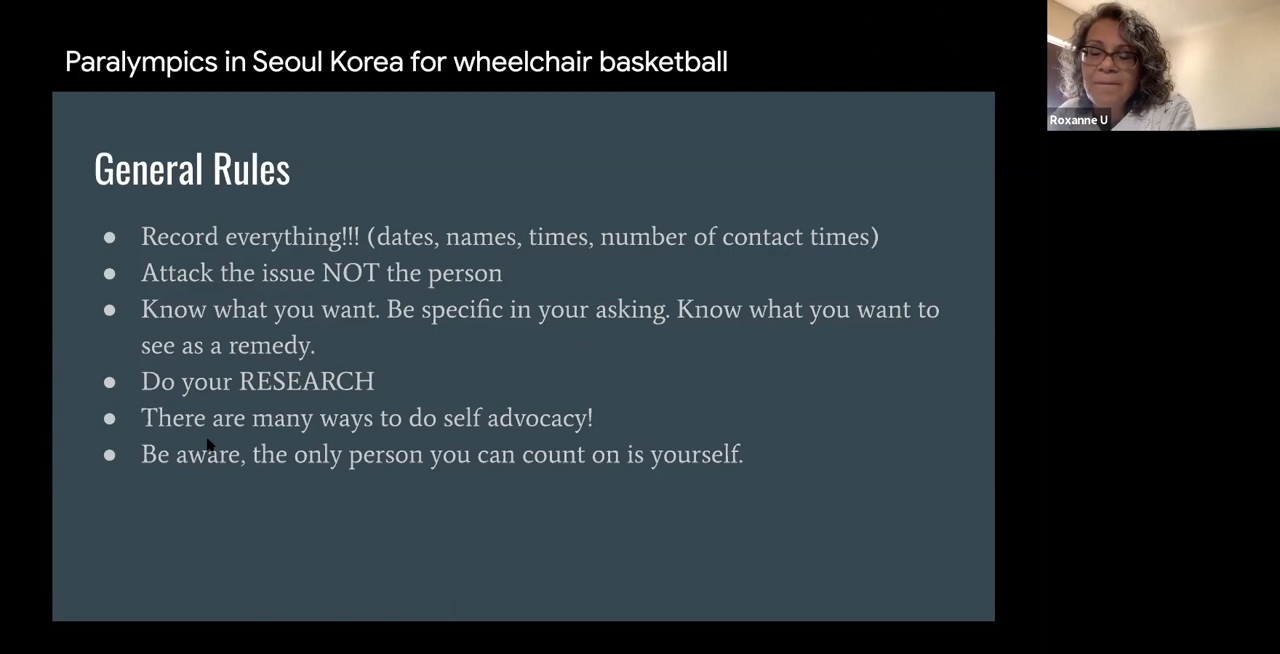 Paralympics in Seoul Korea for wheelchair basketball
Roxanne U
General Rules
● Record everything!!! (dates, names, times, number of contact times)
● Attack the issue NOT the person
● Know what you want. Be specific in your asking. Know what you want to
see as a remedy.
● Do your RESEARCH
● There are many ways to do self advocacy!
● Be aware, the only person you can count on is yourself.